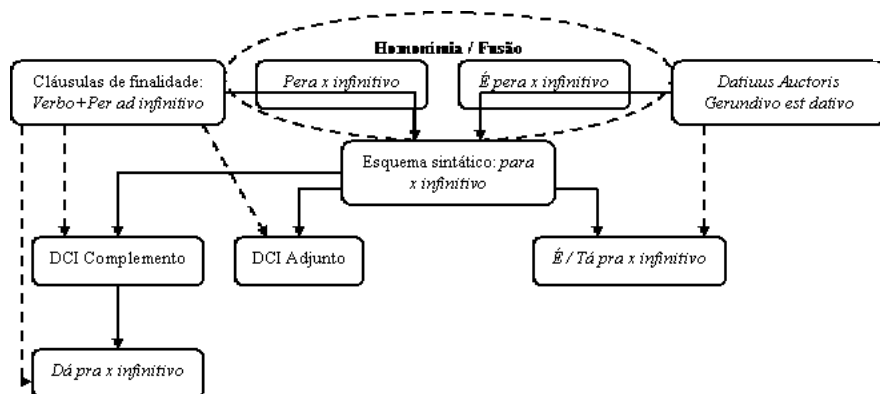 Homonímia / Fusão
Cláusulas de finalidade:
Verbo+Per ad infinitivo
Pera x infinitivo
É pera x infinitivo
Datiuus Auctoris
Gerundivo est dativo
Esquema sintático: para
x infinitivo
DCI Complemento
DCI Adjunto
É / Tá pra x infinitivo
Dá pra x infinitivo